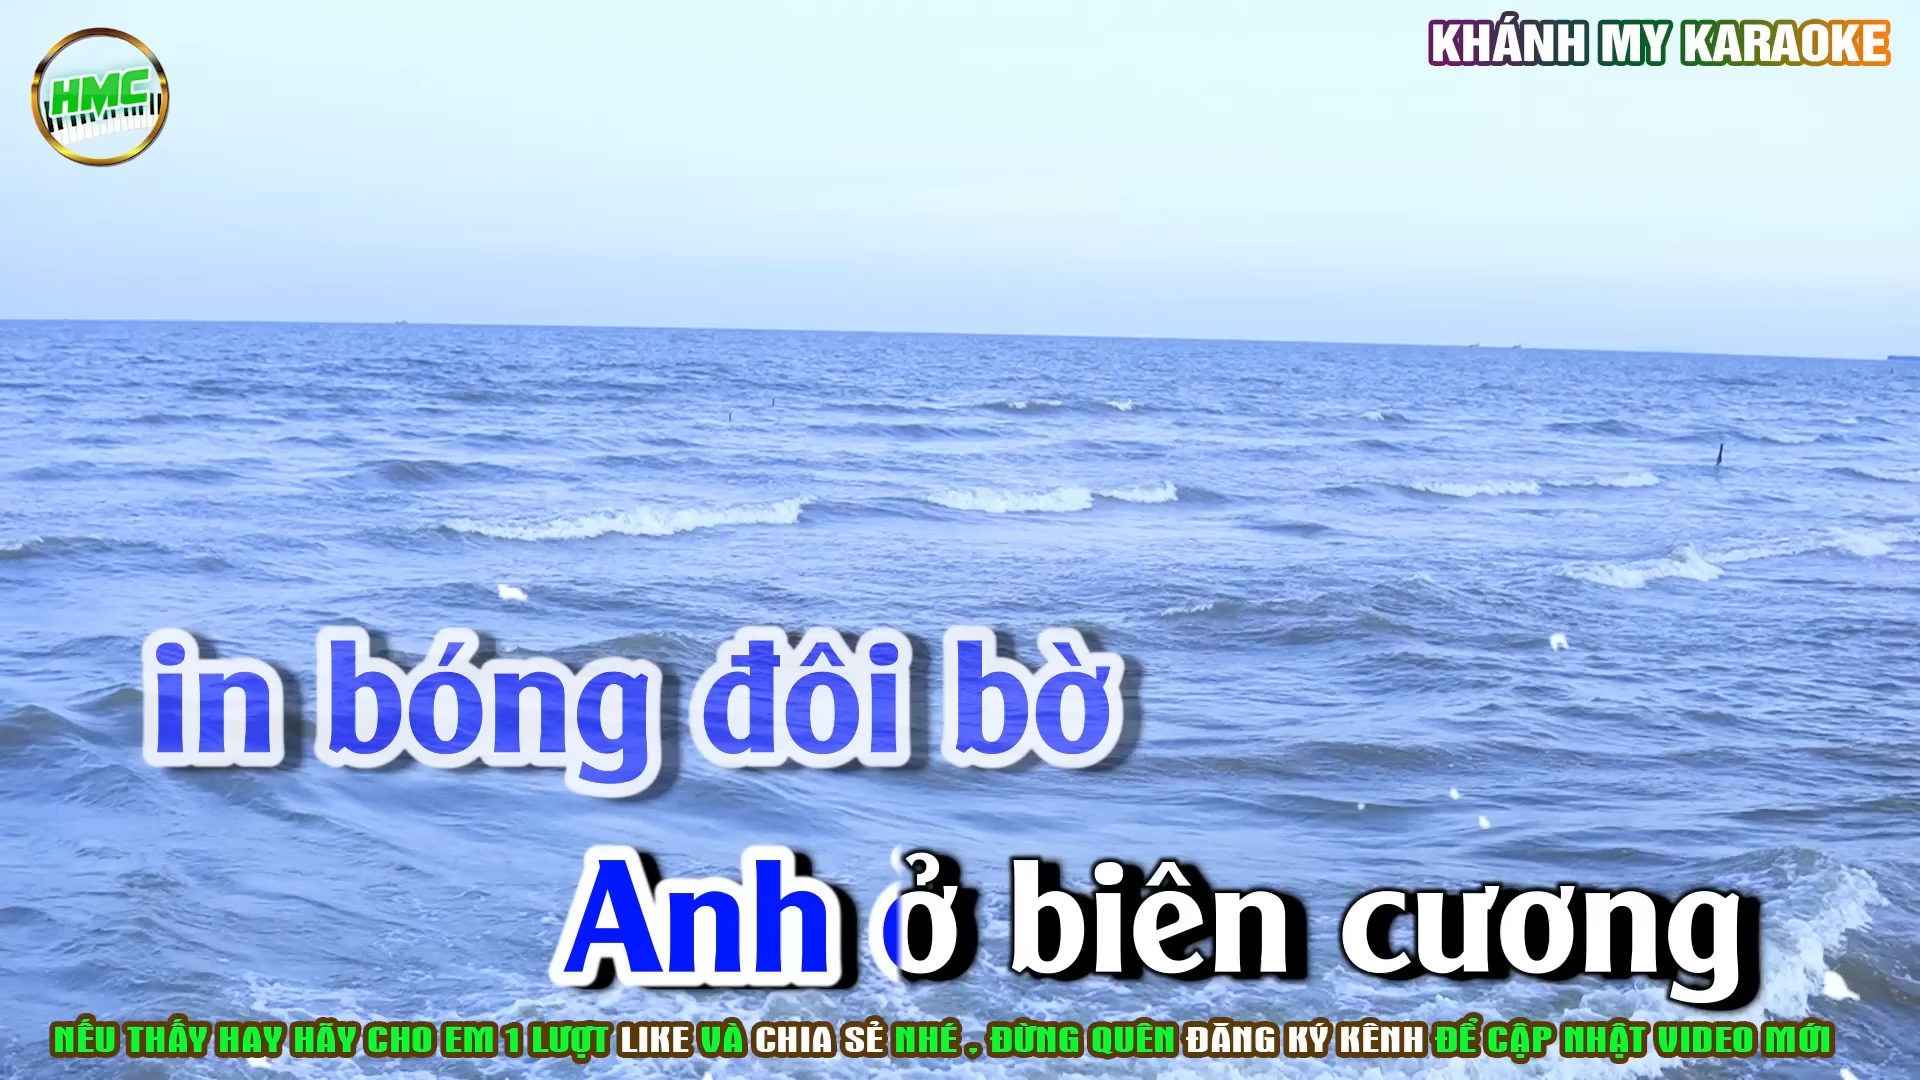 KHÁNH MY KARAOKE
HMC
in bóng đôi bờ
Anh ở biên cương
NẾU THẤY HAY HÃY CHO EM 1 LƯỢT LIKE VÀ CHIA SẺ NHÉ , ĐỪNG QUÊN ĐĂNG KÝ KÊNH ĐỂ CẬP NHẬT VIDEO MỚI